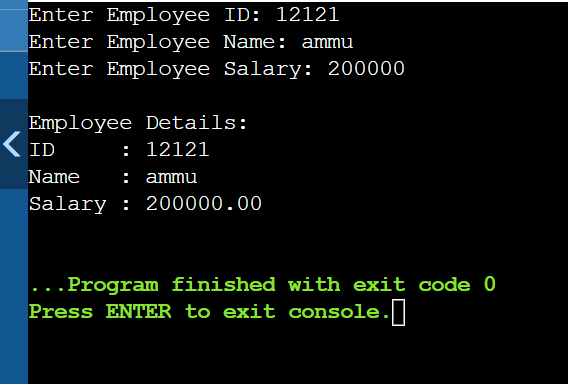 Enter Employee ID: 12121
Enter Employee Name: ammu
Enter Employee Salary: 200000
Employee Details:
ID     : 12121
Name   : ammu
Salary : 200000.00
...Program finished with exit code 0
Press ENTER to exit console.